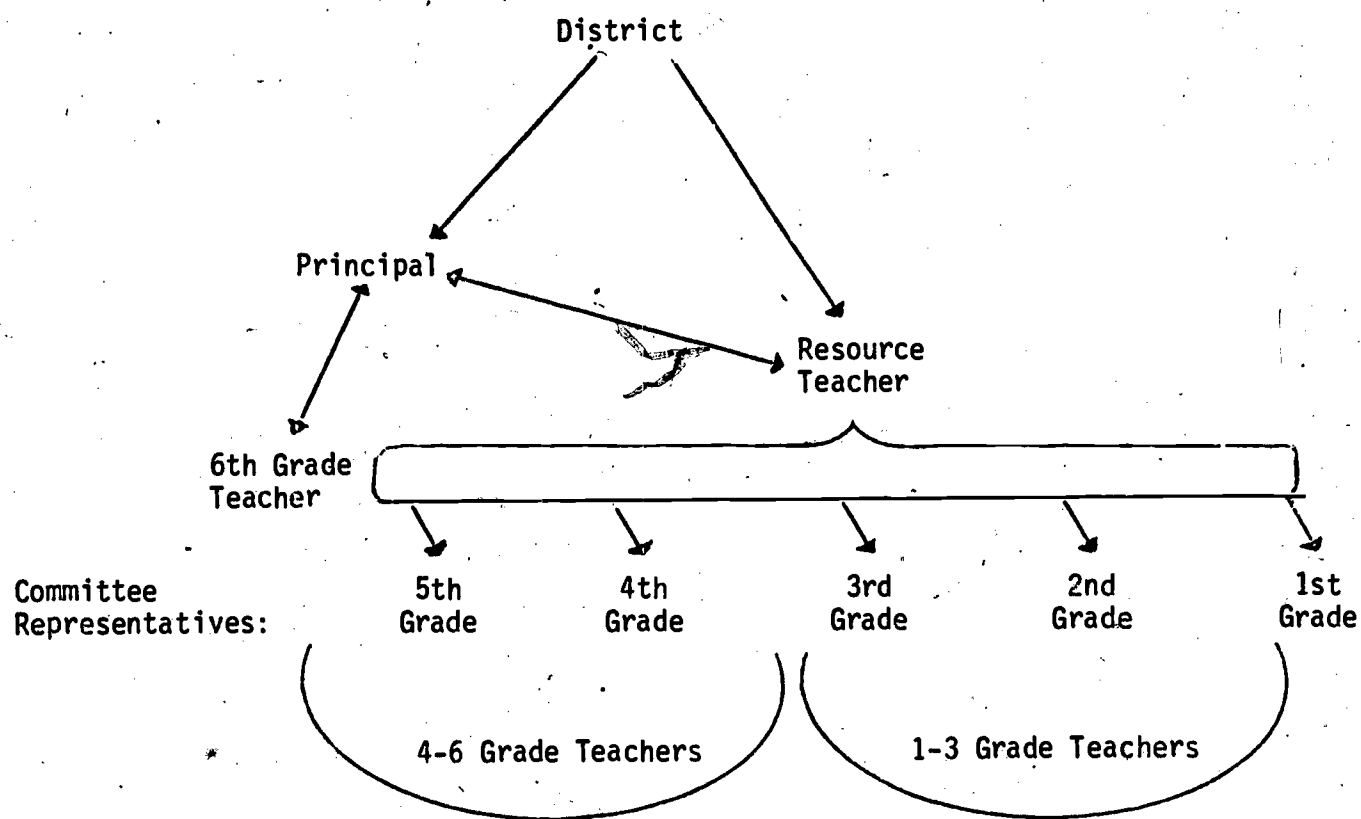 District
Principal
Resource
Teacher
6th Grade
Teacher
Committee
Representatives:
5th
Grade
4th
Grade
3rd
Grade
2nd
Grade
1st
Grade
4-6 Grade Teachers
1-3 Grade Teachers